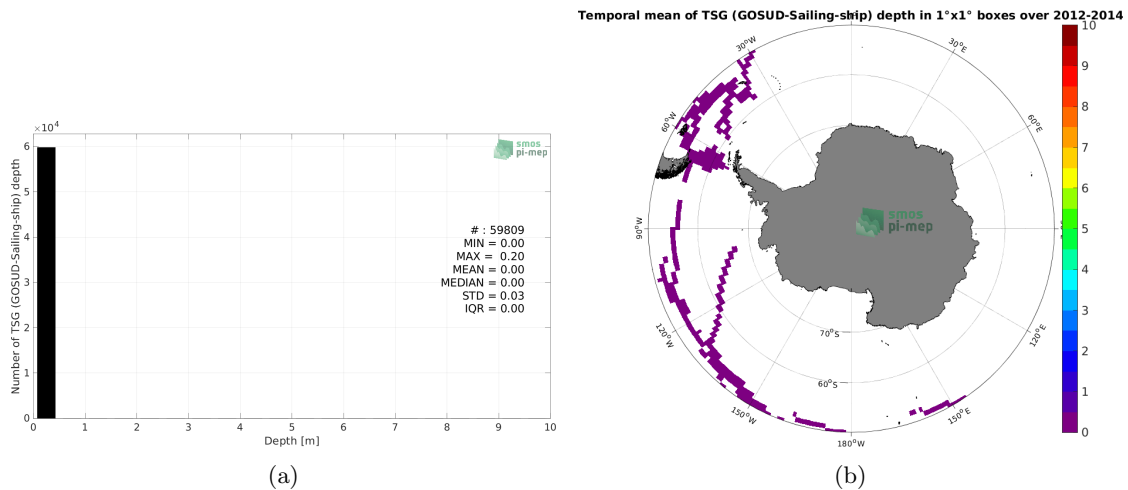 Temporal mean of TSG (GOSUD-Sailing-ship) depth in 1°x1° boxes over 2012-2014
×10⁴
6
5
4
3
2
1
0
Number of TSG (GOSUD-Sailing-ship) depth
0 1 2 3 4 5 6 7 8 9 10
Depth [m]
smos
pi-mep
# : 59809
MIN = 0.00
MAX = 0.20
MEAN = 0.00
MEDIAN = 0.00
STD = 0.03
IQR = 0.00
(a)
30°W
30°E
60°W
60°E
90°W
120°W
120°E
150°W
150°E
180°W
70°S
60°S
smos
pi-mep
10
9
8
7
6
5
4
3
2
1
0
(b)